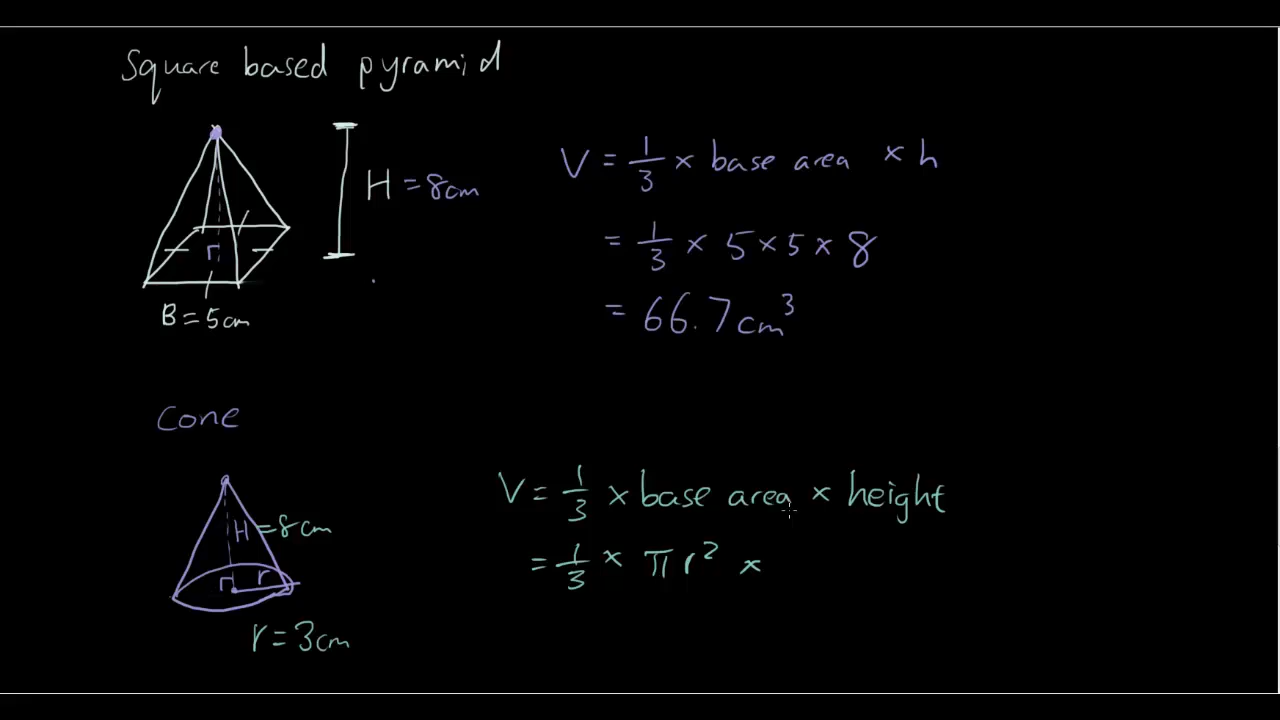 Square based pyramid
V = 1/3 × base area × h
H = 8cm
= 1/3 × 5 × 5 × 8
B = 5cm
= 66.7cm³
Cone
V = 1/3 × base area × height
H = 8cm
= 1/3 × πr² ×
r
r = 3cm